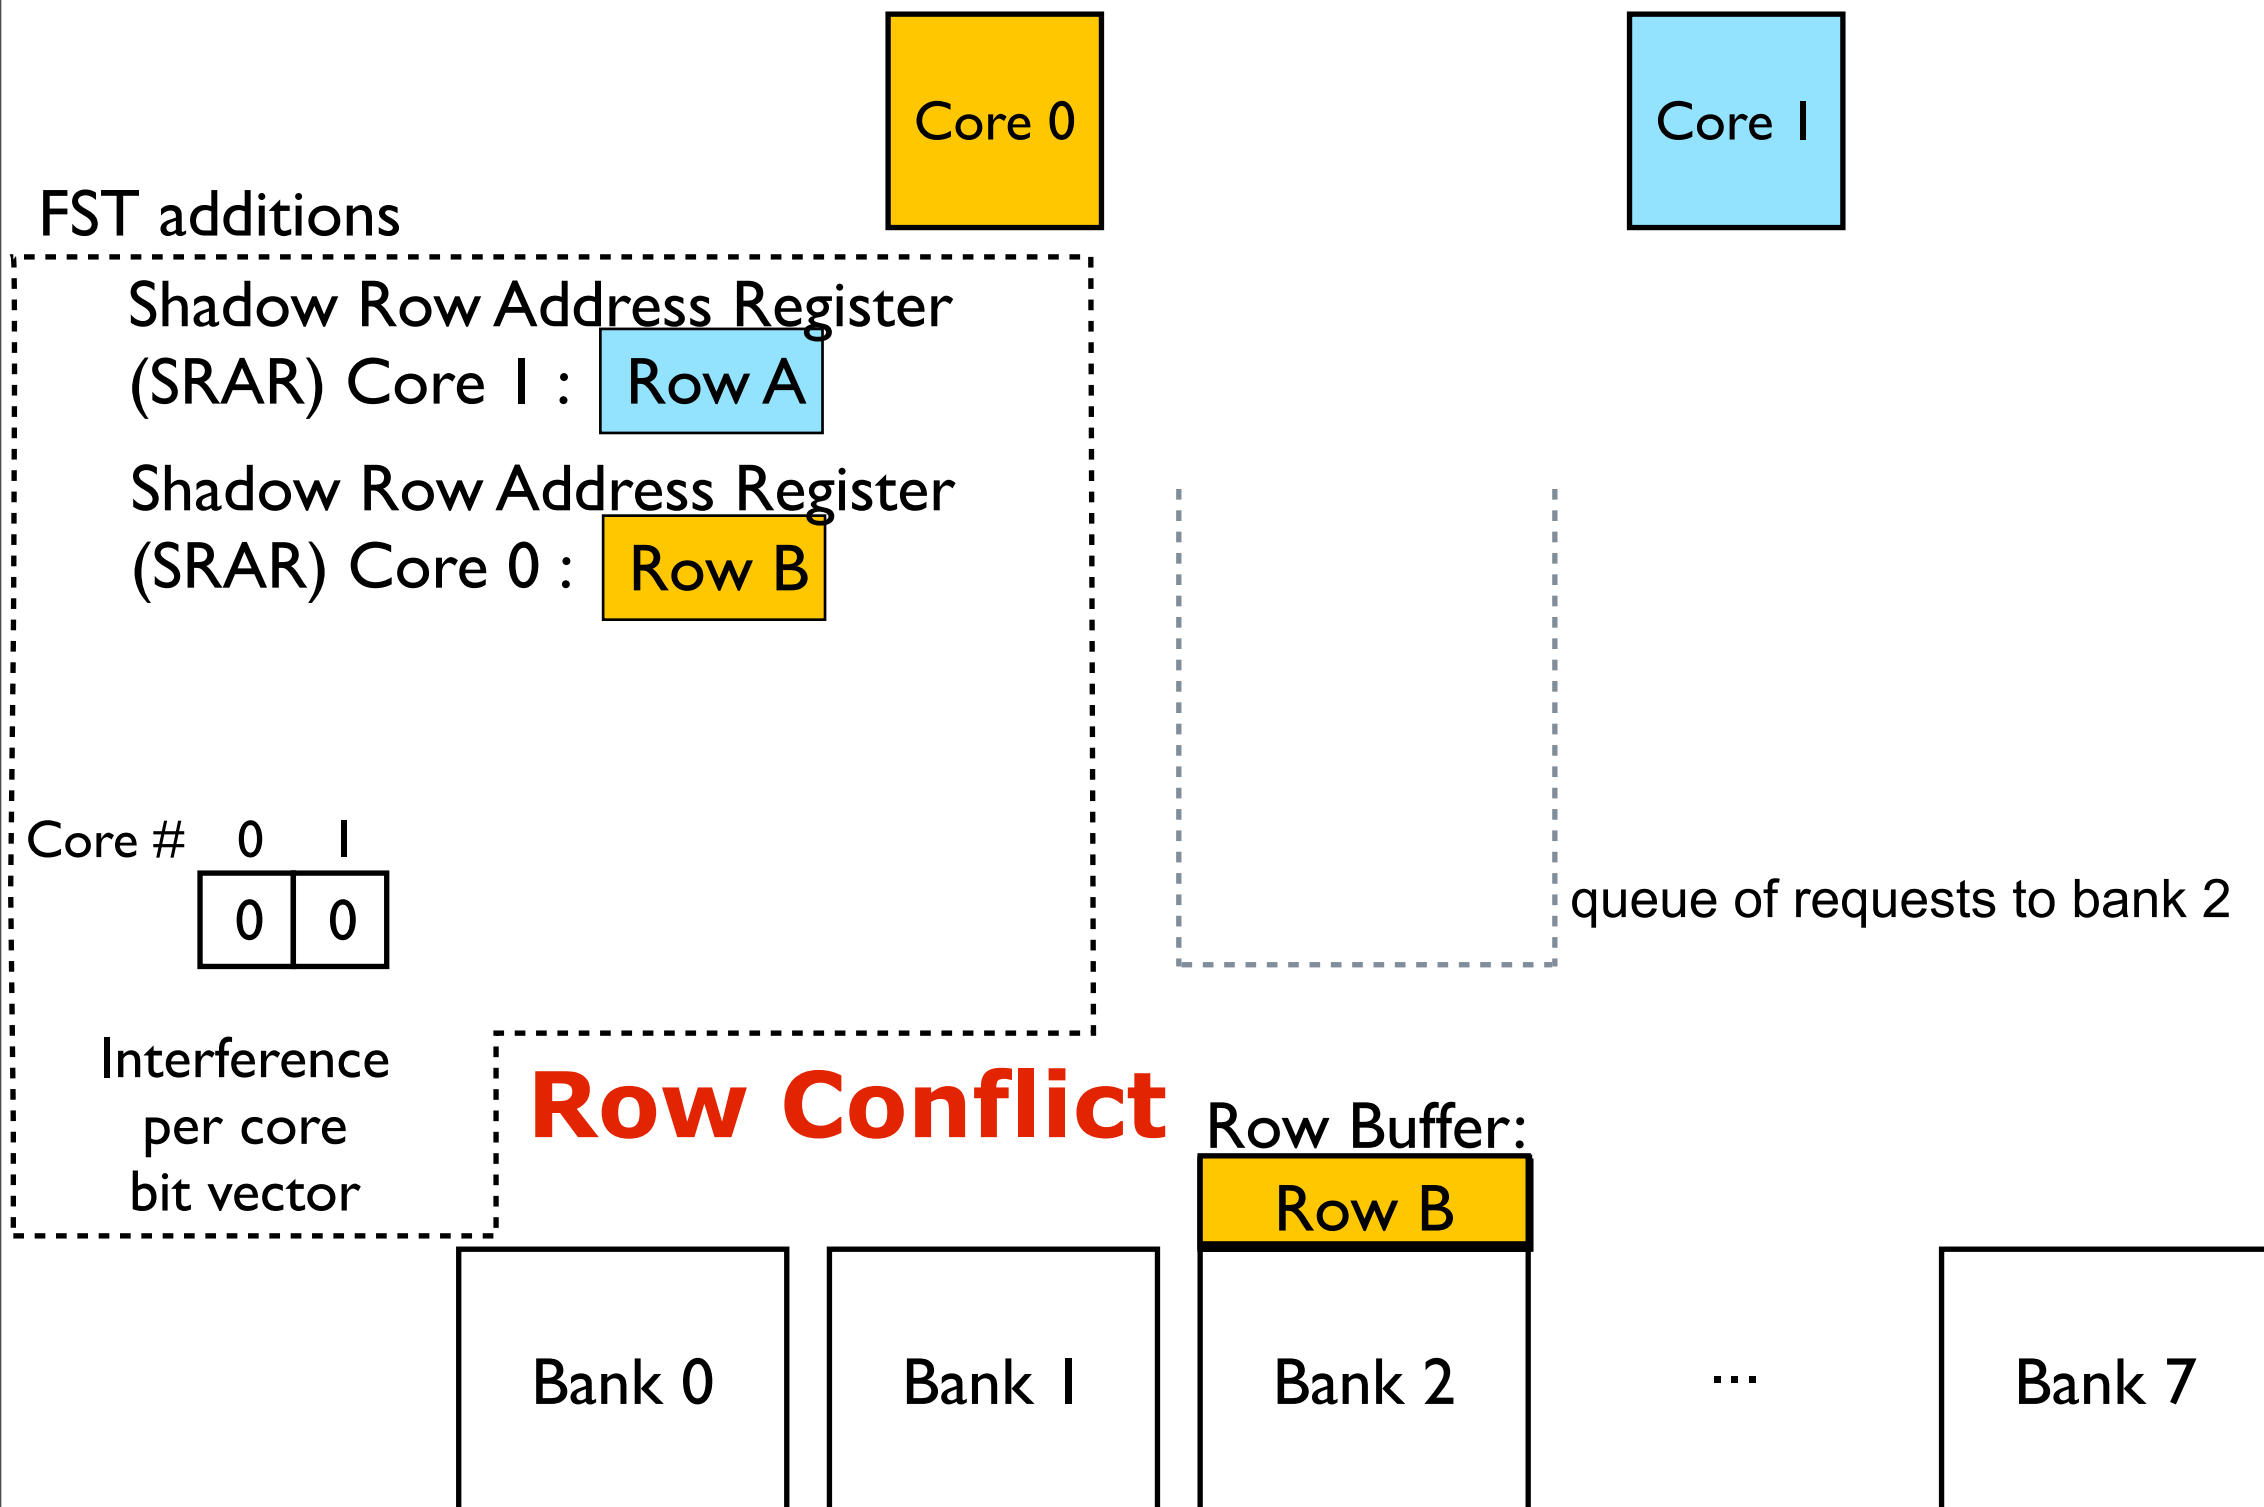 Core 0
Core 1
FST additions
Shadow Row Address Register
(SRAR) Core 1 : Row A
Shadow Row Address Register
(SRAR) Core 0 : Row B
Core # 0 1
0 0
queue of requests to bank 2
Interference
per core
bit vector
Row Conflict
Row Buffer:
Row B
Bank 0
Bank 1
Bank 2
...
Bank 7